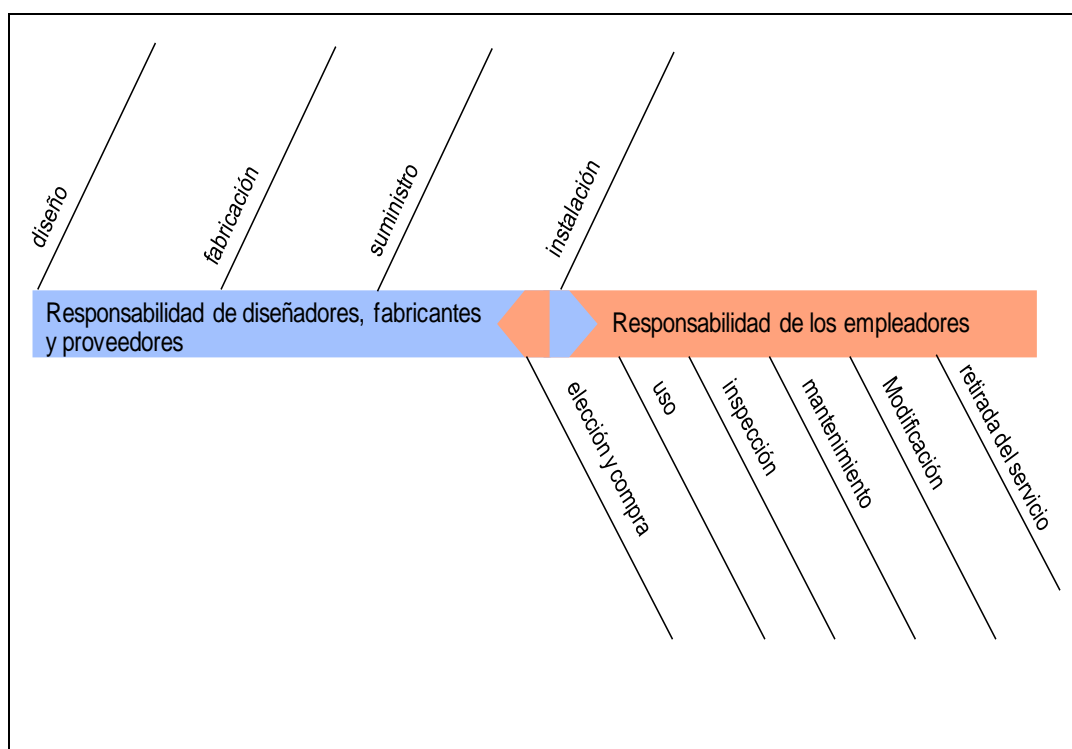 diseño
fabricación
suministro
instalación
Responsabilidad de diseñadores, fabricantes
y proveedores
Responsabilidad de los empleadores
elección y compra
uso
inspección
mantenimiento
Modificación
retirada del servicio